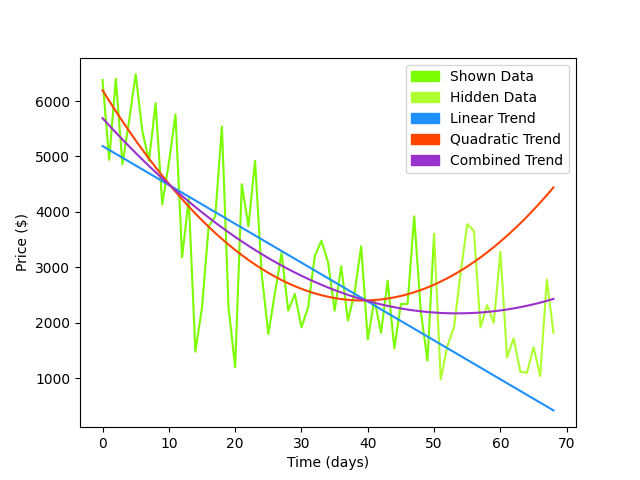 Shown Data
Hidden Data
Linear Trend
Quadratic Trend
Combined Trend
6000
5000
4000
3000
2000
1000
Price ($)
0 10 20 30 40 50 60 70
Time (days)